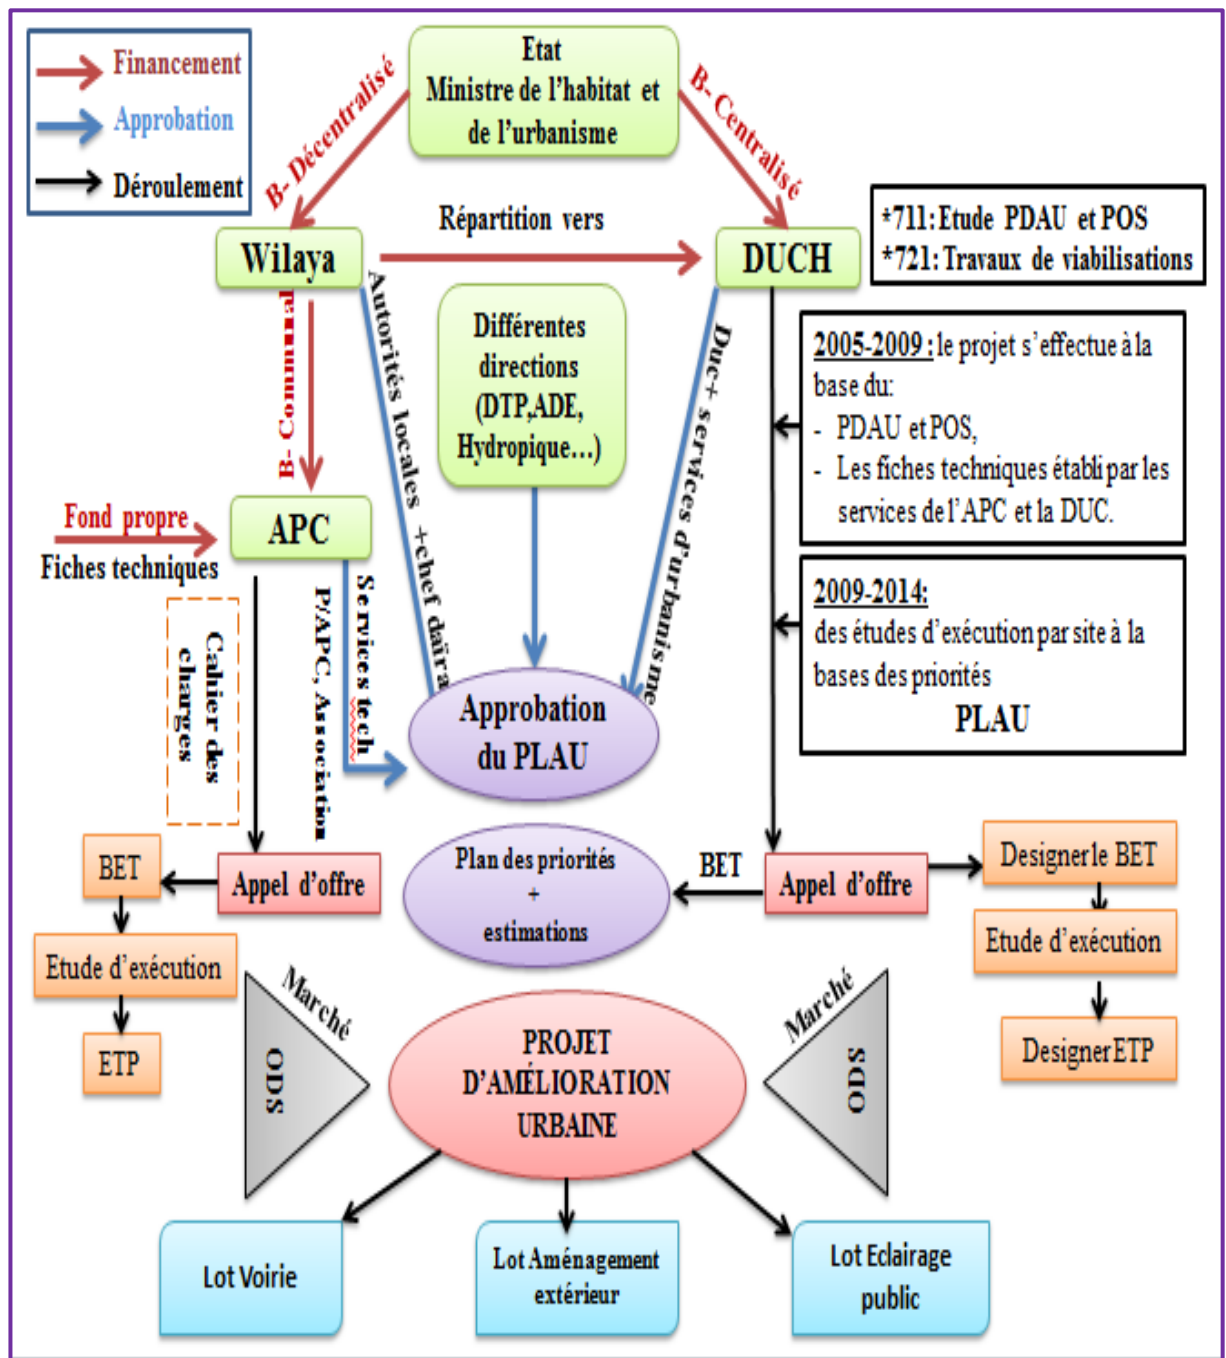 Financement
Approbation
Déroulement
Etat
Ministre de l'habitat et
de l'urbanisme
B- Décentralisé
B- Centralisé
Wilaya
Répartition vers
DUCH
*711: Etude PDAU et POS
*721: Travaux de viabilisations
B- Communal
Autorités locales +chef daïra
Différentes
directions
(DTP,ADE,
Hydropique...)
Duc+ services d'urbanisme
2005-2009 : le projet s'effectue à la
base du:
- PDAU et POS,
- Les fiches techniques établi par les
services de l'APC et la DUC.
Fond propre
Fiches techniques
APC
Cahier des
charges
Services tech
P/APC, Association
2009-2014:
des études d'exécution par site à la
bases des priorités
PLAU
Approbation
du PLAU
BET
Appel d'offre
Plan des priorités
+
estimations
BET
Appel d'offre
Designer le BET
Etude d'exécution
Etude d'exécution
ETP
Designer ETP
Marché
ODS
PROJET
D'AMÉLIORATION
URBAINE
Marché
ODS
Lot Voirie
Lot Aménagement
extérieur
Lot Eclairage
public